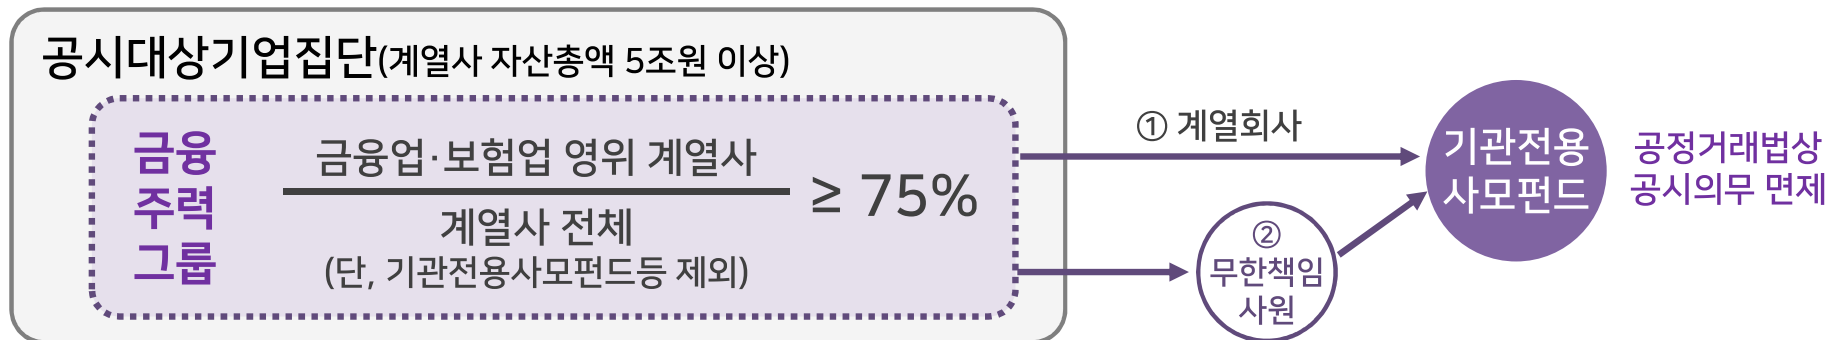 공시대상기업집단(계열사 자산총액 5조원 이상)
금융
주력
그룹
금융업·보험업 영위 계열사
계열사 전체
(단, 기관전용사모펀드등 제외)
≥ 75%
① 계열회사
②
무한책임
사원
기관전용
사모펀드
공정거래법상
공시의무 면제